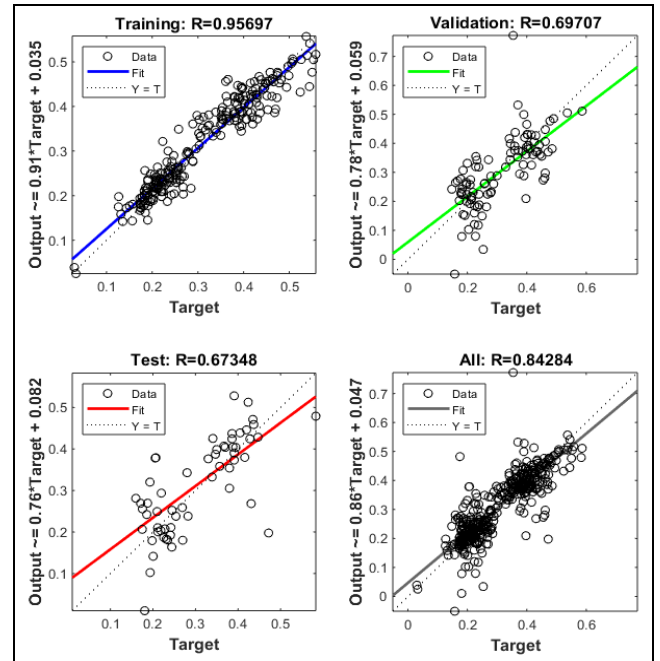 Training: R=0.95697
Output ~= 0.91*Target + 0.035
0.5
0.4
0.3
0.2
0.1
Data
Fit
Y = T
0.1 0.2 0.3 0.4 0.5
Target
Validation: R=0.69707
Output ~= 0.78*Target + 0.059
0.7
0.6
0.5
0.4
0.3
0.2
0.1
0
Data
Fit
Y = T
0 0.2 0.4 0.6
Target
Test: R=0.67348
Output ~= 0.76*Target + 0.082
0.5
0.4
0.3
0.2
0.1
Data
Fit
Y = T
0.1 0.2 0.3 0.4 0.5
Target
All: R=0.84284
Output ~= 0.86*Target + 0.047
0.7
0.6
0.5
0.4
0.3
0.2
0.1
0
Data
Fit
Y = T
0 0.2 0.4 0.6
Target